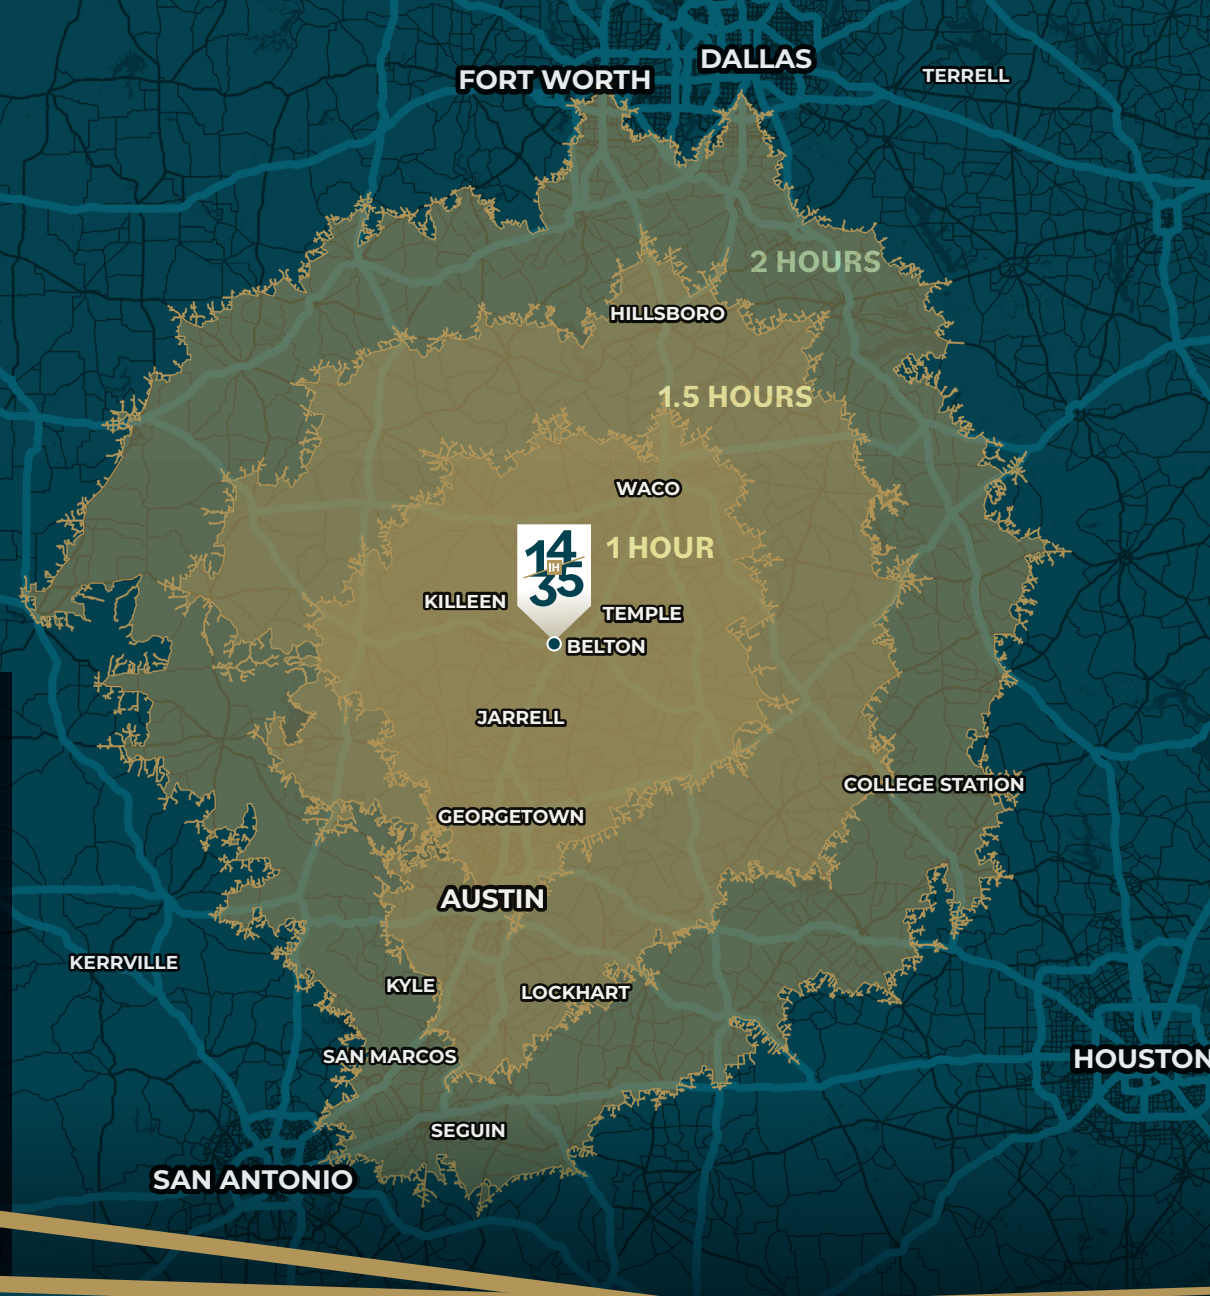 DALLAS
FORT WORTH
TERRELL
2 HOURS
HILLSBORO
1.5 HOURS
WACO
14
IH
35
1 HOUR
KILLEEN
TEMPLE
BELTON
JARRELL
COLLEGE STATION
GEORGETOWN
AUSTIN
KERRVILLE
KYLE
LOCKHART
SAN MARCOS
HOUSTON
SEGUIN
SAN ANTONIO